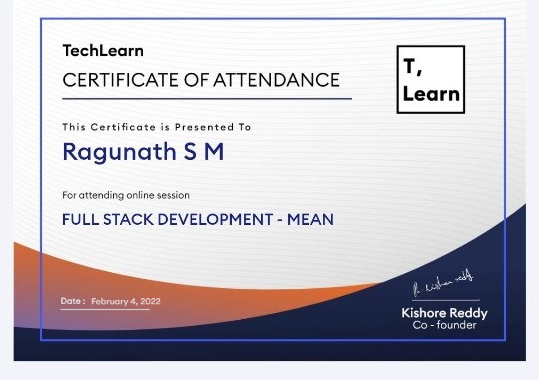 TechLearn
CERTIFICATE OF ATTENDANCE
T,
Learn
This Certificate is Presented To
Ragunath S M
For attending online session
FULL STACK DEVELOPMENT - MEAN
Date : February 4, 2022
Kishore Reddy
Co - founder